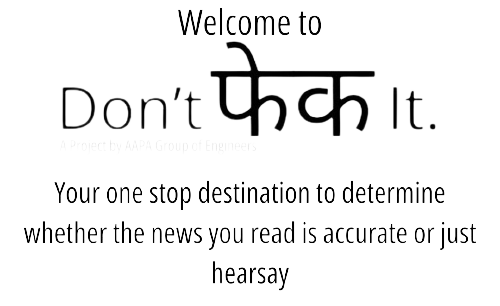 Welcome to
Don't फेक It.
A Project by AAPA Group of Engineers
Your one stop destination to determine
whether the news you read is accurate or just
hearsay